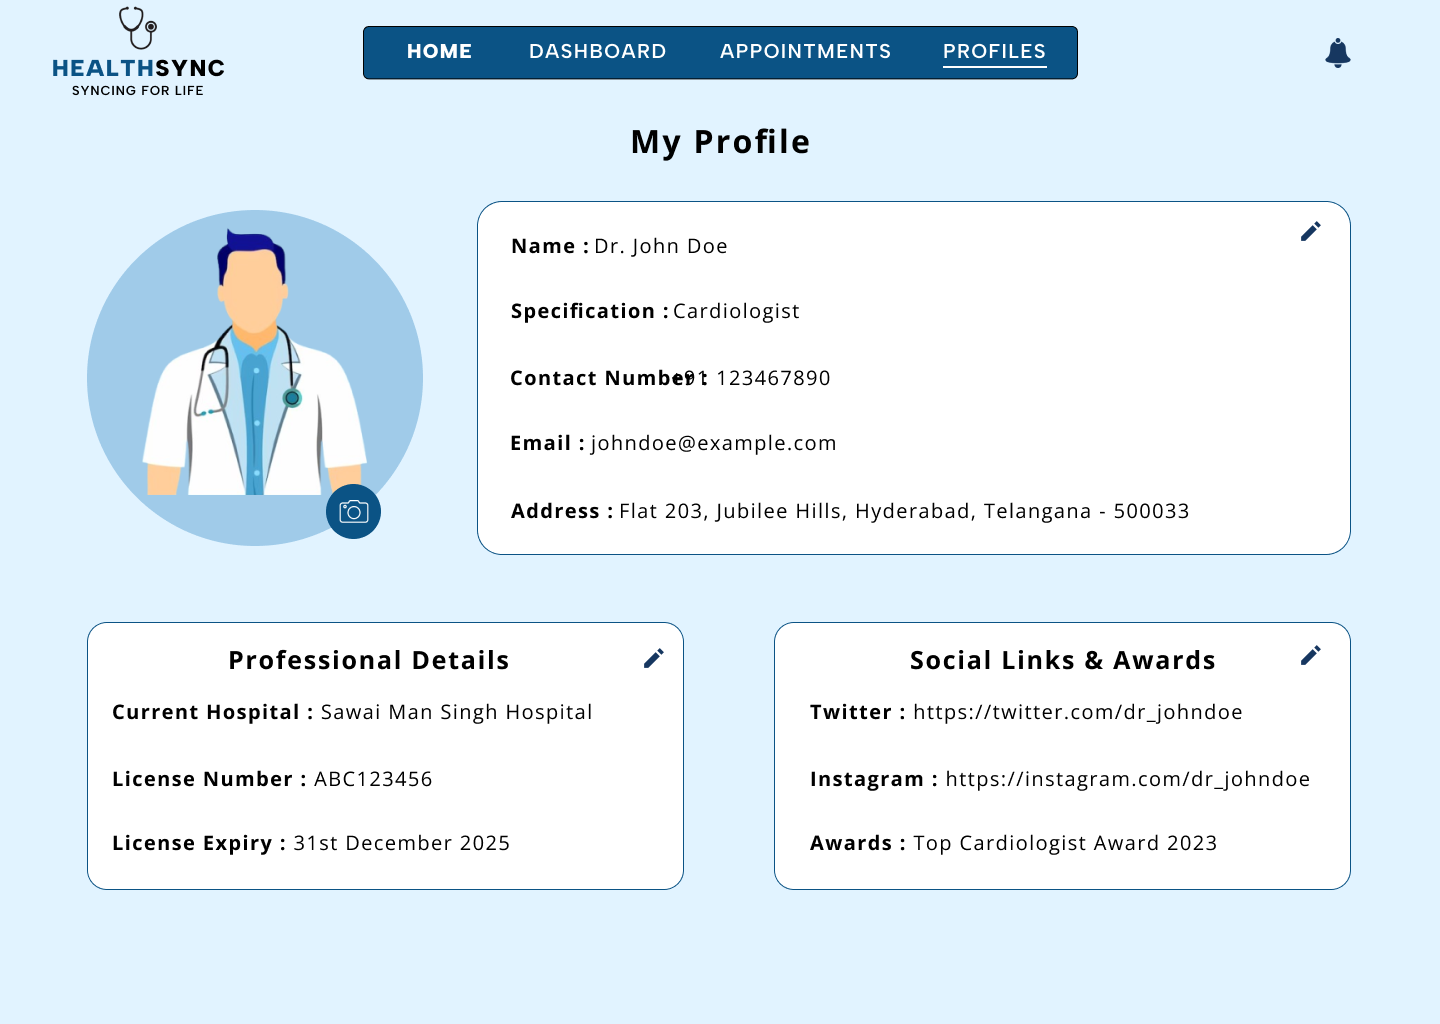 HEALTHSYNC
SYNCING FOR LIFE
HOME DASHBOARD APPOINTMENTS PROFILES
My Profile
Name : Dr. John Doe
Specification : Cardiologist
Contact Number : +91 123467890
Email : johndoe@example.com
Address : Flat 203, Jubilee Hills, Hyderabad, Telangana - 500033
Professional Details
Current Hospital : Sawai Man Singh Hospital
License Number : ABC123456
License Expiry : 31st December 2025
Social Links & Awards
Twitter : https://twitter.com/dr_johndoe
Instagram : https://instagram.com/dr_johndoe
Awards : Top Cardiologist Award 2023